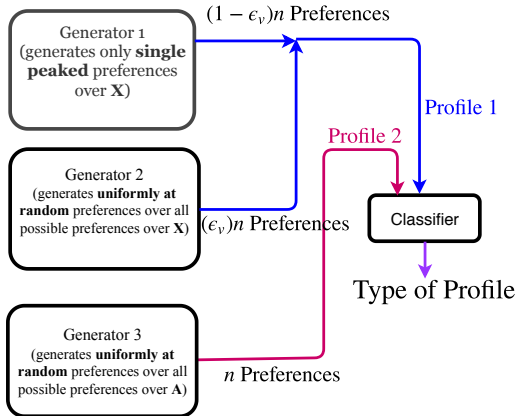 (1 − ϵᵥ)n Preferences
Generator 1
(generates only single
peaked preferences
over X)
Profile 1
Profile 2
Generator 2
(generates uniformly at
random preferences over all
possible preferences over X)
(ϵᵥ)n Preferences
Classifier
Type of Profile
Generator 3
(generates uniformly at
random preferences over all
possible preferences over A)
n Preferences